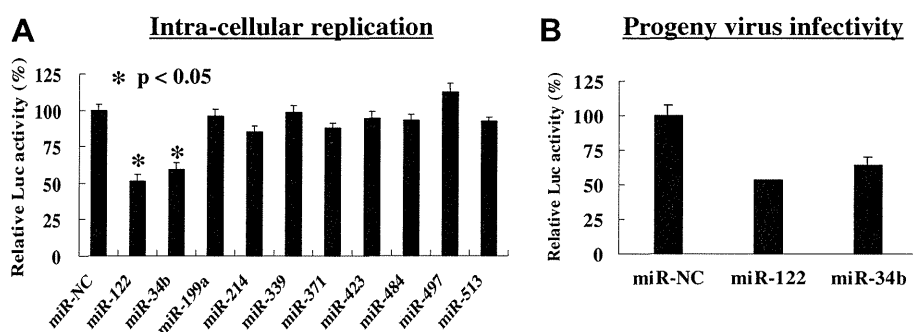 A
Intra-cellular replication
Relative Luc activity (%)
125
100
75
50
25
0
* p < 0.05
*
*
miR-NC
miR-122
miR-34b
miR-199a
miR-214
miR-339
miR-371
miR-423
miR-484
miR-497
miR-513
B
Progeny virus infectivity
Relative Luc activity (%)
125
100
75
50
25
0
miR-NC
miR-122
miR-34b